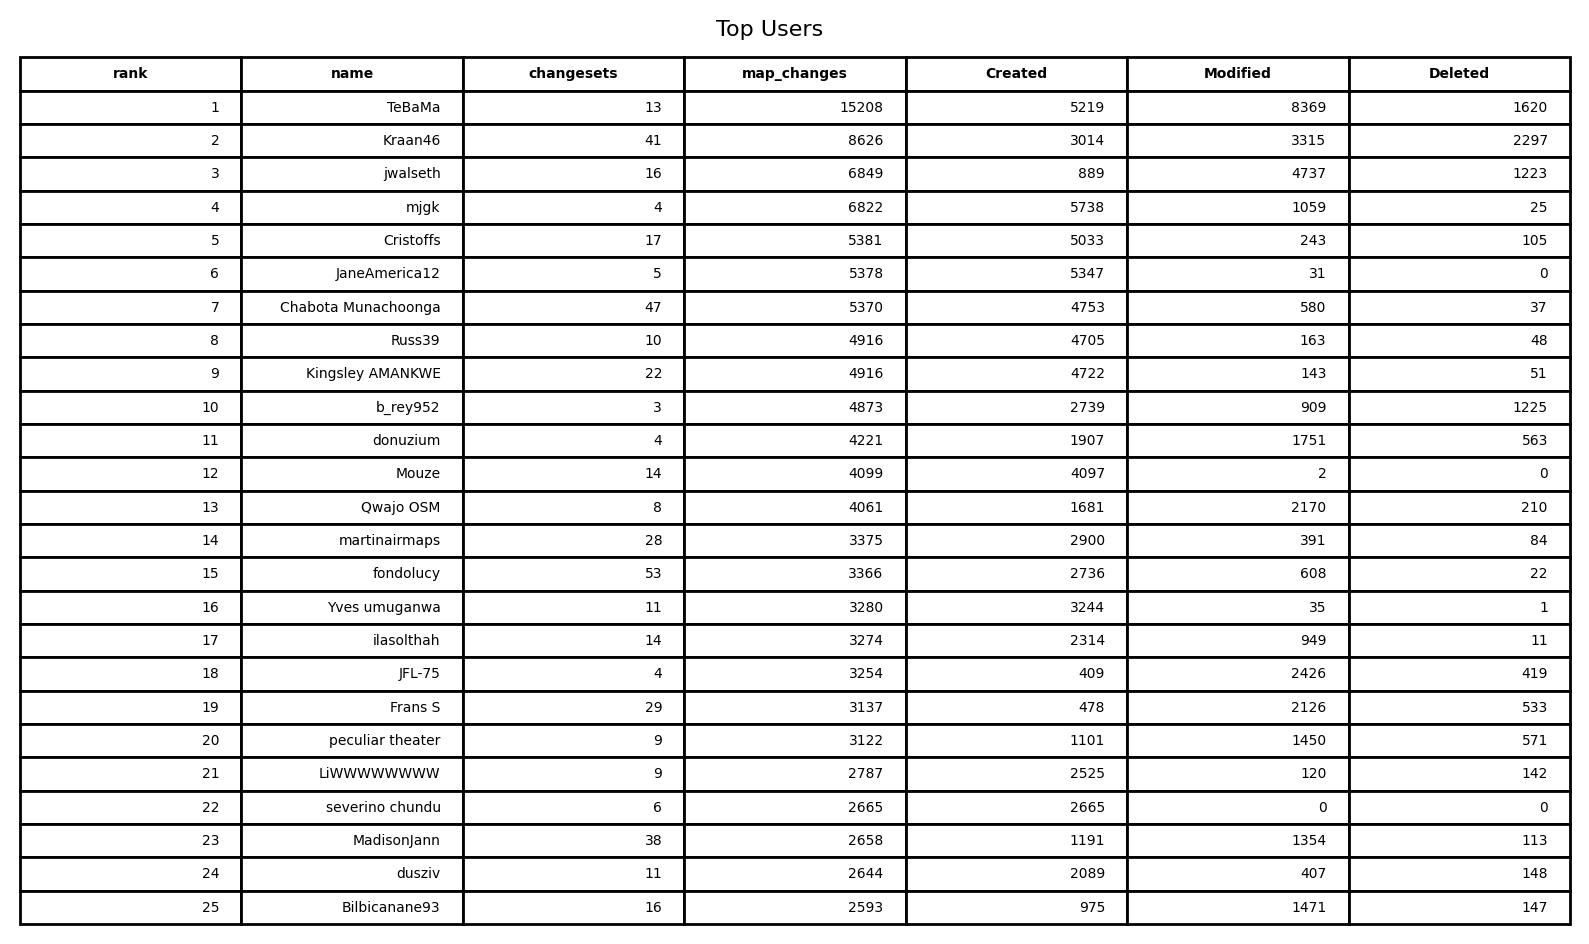 Top Users
rank name changesets map_changes Created Modified Deleted
1 TeBaMa 13 15208 5219 8369 1620
2 Kraan46 41 8626 3014 3315 2297
3 jwalseth 16 6849 889 4737 1223
4 mjgk 4 6822 5738 1059 25
5 Cristoffs 17 5381 5033 243 105
6 JaneAmerica12 5 5378 5347 31 0
7 Chabota Munachoonga 47 5370 4753 580 37
8 Russ39 10 4916 4705 163 48
9 Kingsley AMANKWE 22 4916 4722 143 51
10 b_rey952 3 4873 2739 909 1225
11 donuzium 4 4221 1907 1751 563
12 Mouze 14 4099 4097 2 0
13 Qwajo OSM 8 4061 1681 2170 210
14 martinairmaps 28 3375 2900 391 84
15 fondolucy 53 3366 2736 608 22
16 Yves umuganwa 11 3280 3244 35 1
17 ilasolthah 14 3274 2314 949 11
18 JFL-75 4 3254 409 2426 419
19 Frans S 29 3137 478 2126 533
20 peculiar theater 9 3122 1101 1450 571
21 LiWWWWWWWW 9 2787 2525 120 142
22 severino chundu 6 2665 2665 0 0
23 MadisonJann 38 2658 1191 1354 113
24 dusziv 11 2644 2089 407 148
25 Bilbicanane93 16 2593 975 1471 147